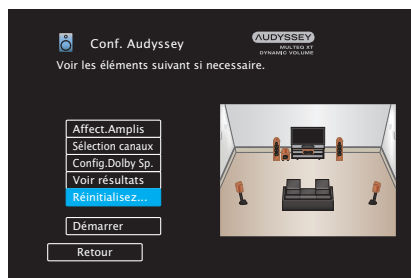 Conf. Audyssey
AUDYSSEY
MULTEQ XT
DYNAMIC VOLUME
Voir les éléments suivant si necessaire.
Affect.Amplis
Sélection canaux
Config.Dolby Sp.
Voir résultats
Réinitialisez...
Démarrer
Retour